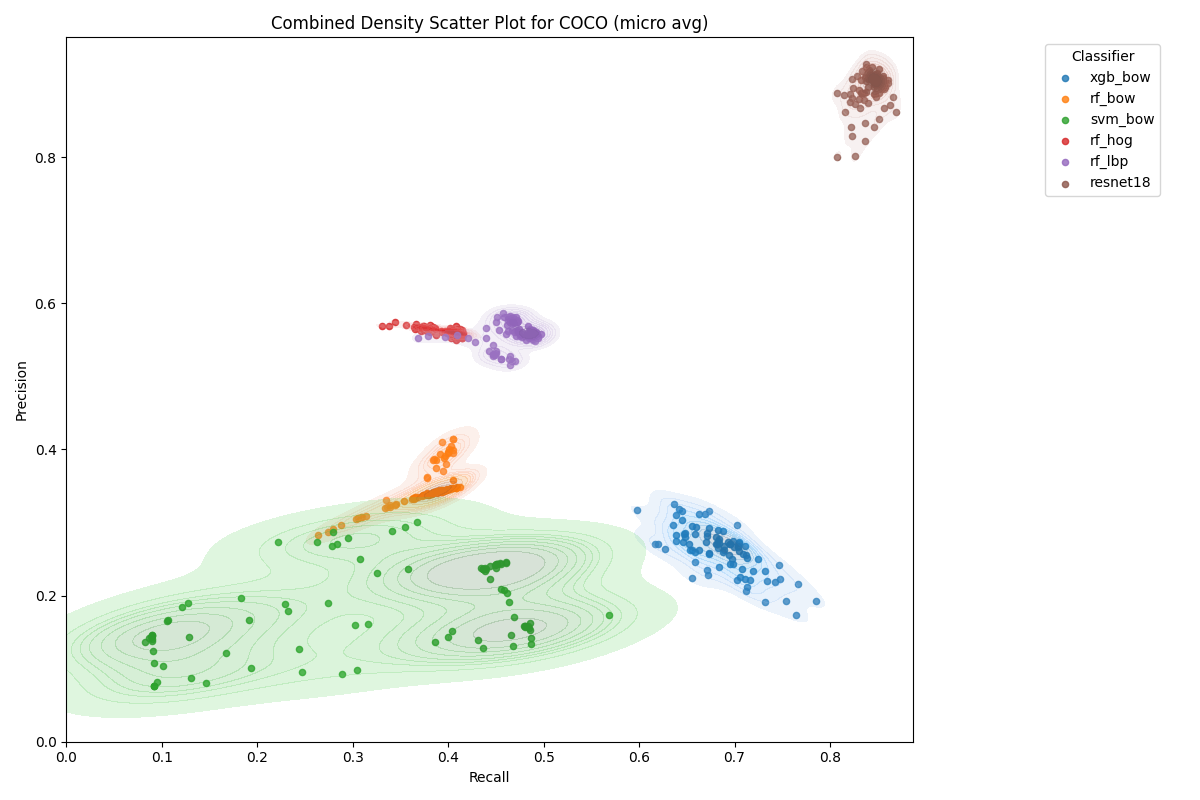 Combined Density Scatter Plot for COCO (micro avg)
Classifier
xgb_bow
rf_bow
svm_bow
rf_hog
rf_lbp
resnet18
Precision
0.8
0.6
0.4
0.2
0.0
0.0 0.1 0.2 0.3 0.4 0.5 0.6 0.7 0.8
Recall